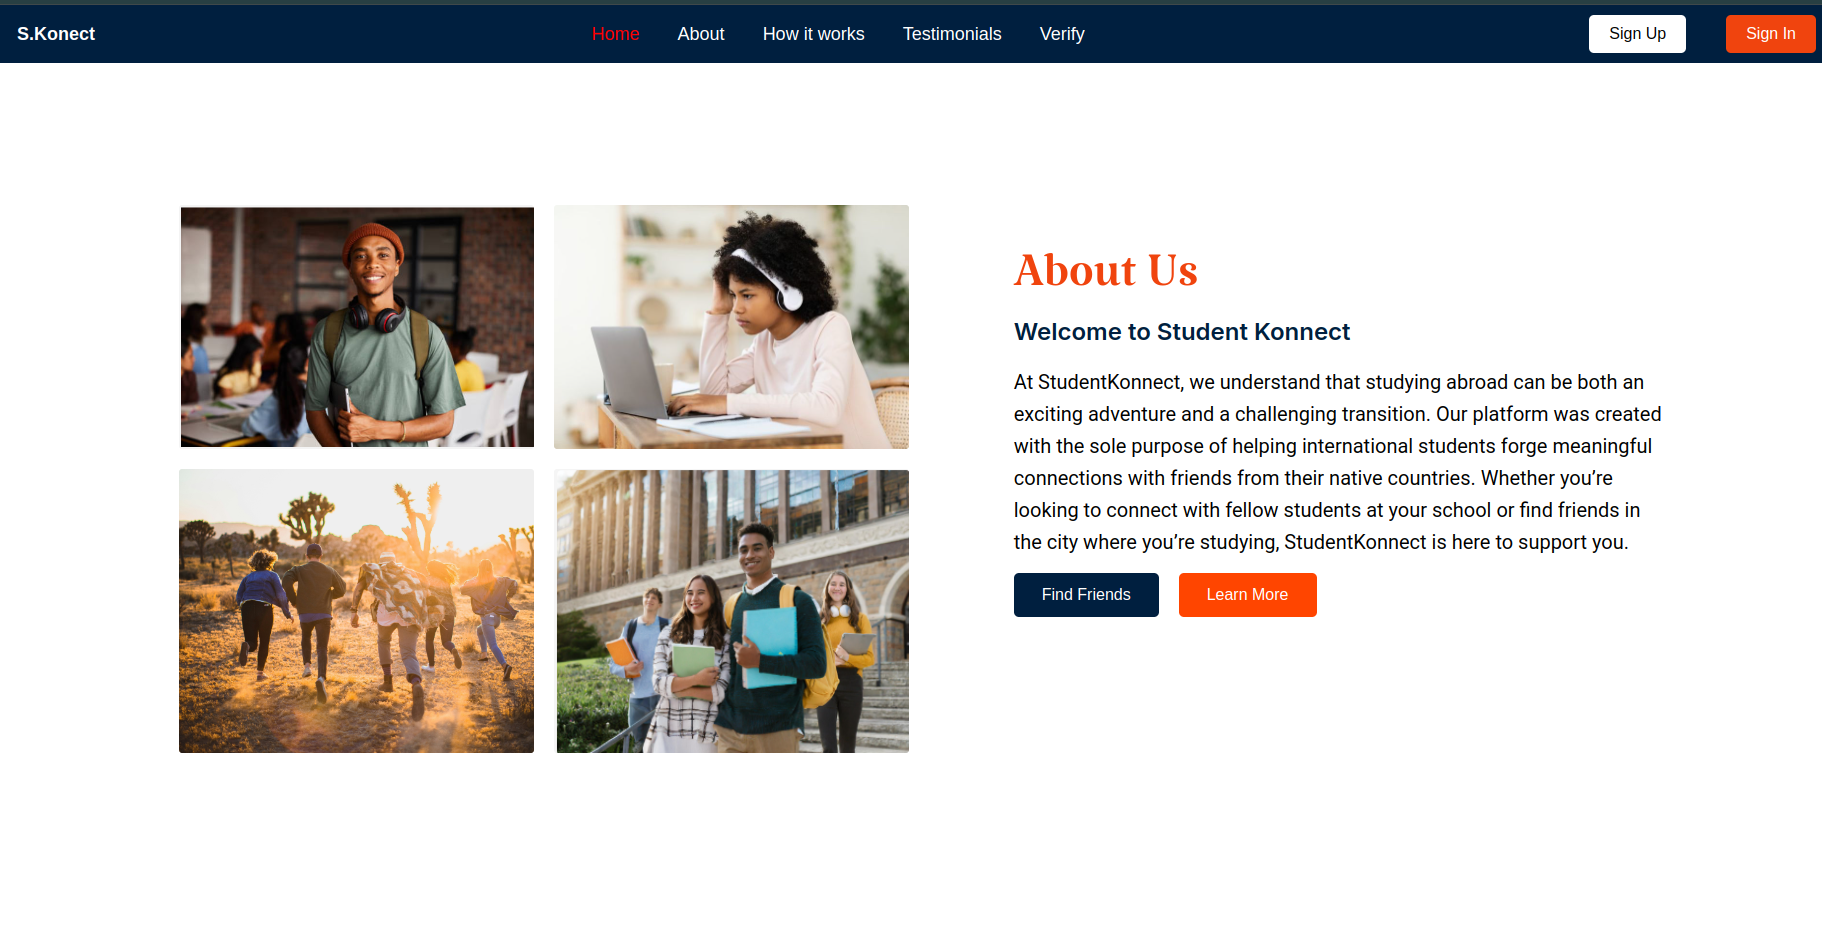 S.Konect
Home About How it works Testimonials Verify
Sign Up Sign In
About Us
Welcome to Student Konnect
At StudentKonnect, we understand that studying abroad can be both an
exciting adventure and a challenging transition. Our platform was created
with the sole purpose of helping international students forge meaningful
connections with friends from their native countries. Whether you’re
looking to connect with fellow students at your school or find friends in
the city where you’re studying, StudentKonnect is here to support you.
Find Friends Learn More